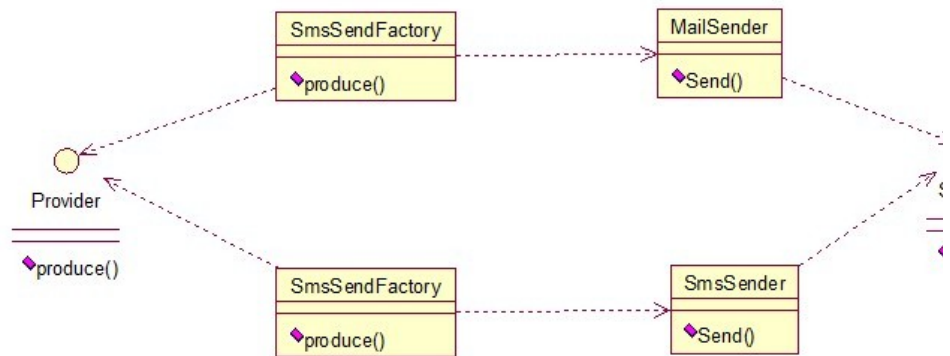 SmsSendFactory
produce()
MailSender
Send()
Provider
produce()
SmsSendFactory
produce()
SmsSender
Send()